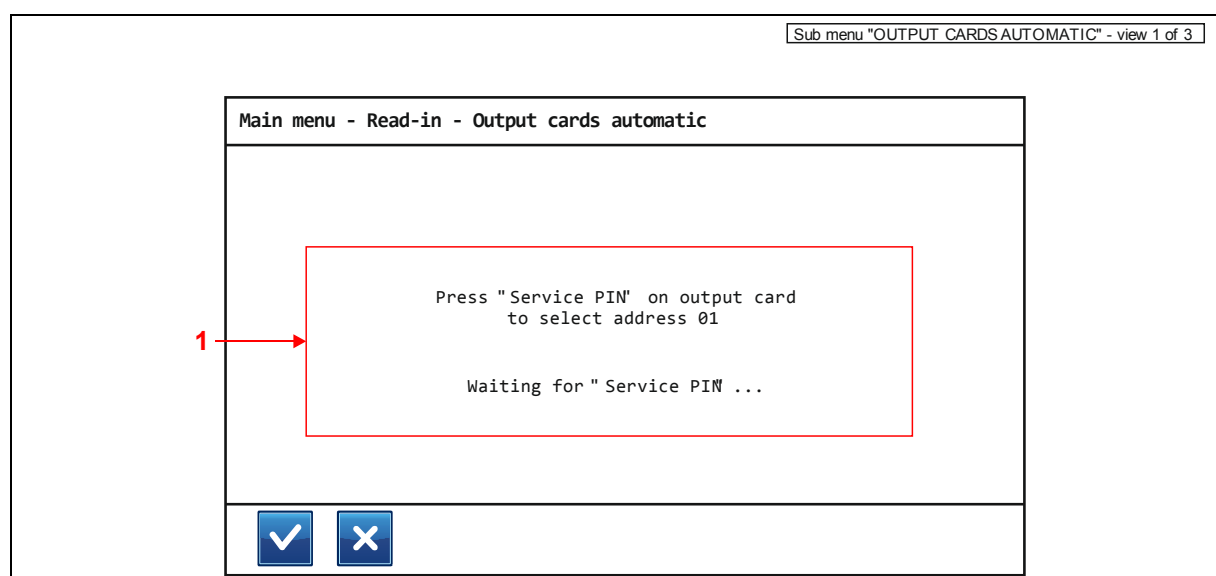 Sub menu "OUTPUT CARDS AUTOMATIC" - view 1 of 3
Main menu - Read-in - Output cards automatic
Press "Service PIN" on output card
to select address 01
1
Waiting for "Service PIN" ...